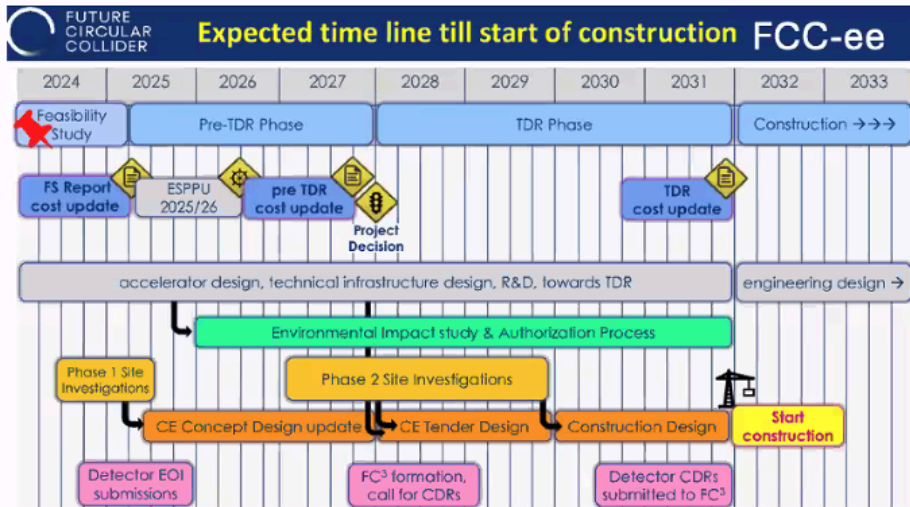 FUTURE
CIRCULAR
COLLIDER
Expected time line till start of construction FCC-ee
2024 2025 2026 2027 2028 2029 2030 2031 2032 2033
Feasibility
Study
Pre-TDR Phase
TDR Phase
Construction →→→
FS Report
cost update
ESPPU
2025/26
pre TDR
cost update
Project
Decision
TDR
cost update
accelerator design, technical infrastructure design, R&D, towards TDR
engineering design →
Environmental Impact study & Authorization Process
Phase 1 Site
Investigations
Phase 2 Site Investigations
CE Concept Design update
CE Tender Design
Construction Design
Start
construction
Detector EOI
submissions
FC³ formation,
call for CDRs
Detector CDRs
submitted to FC³